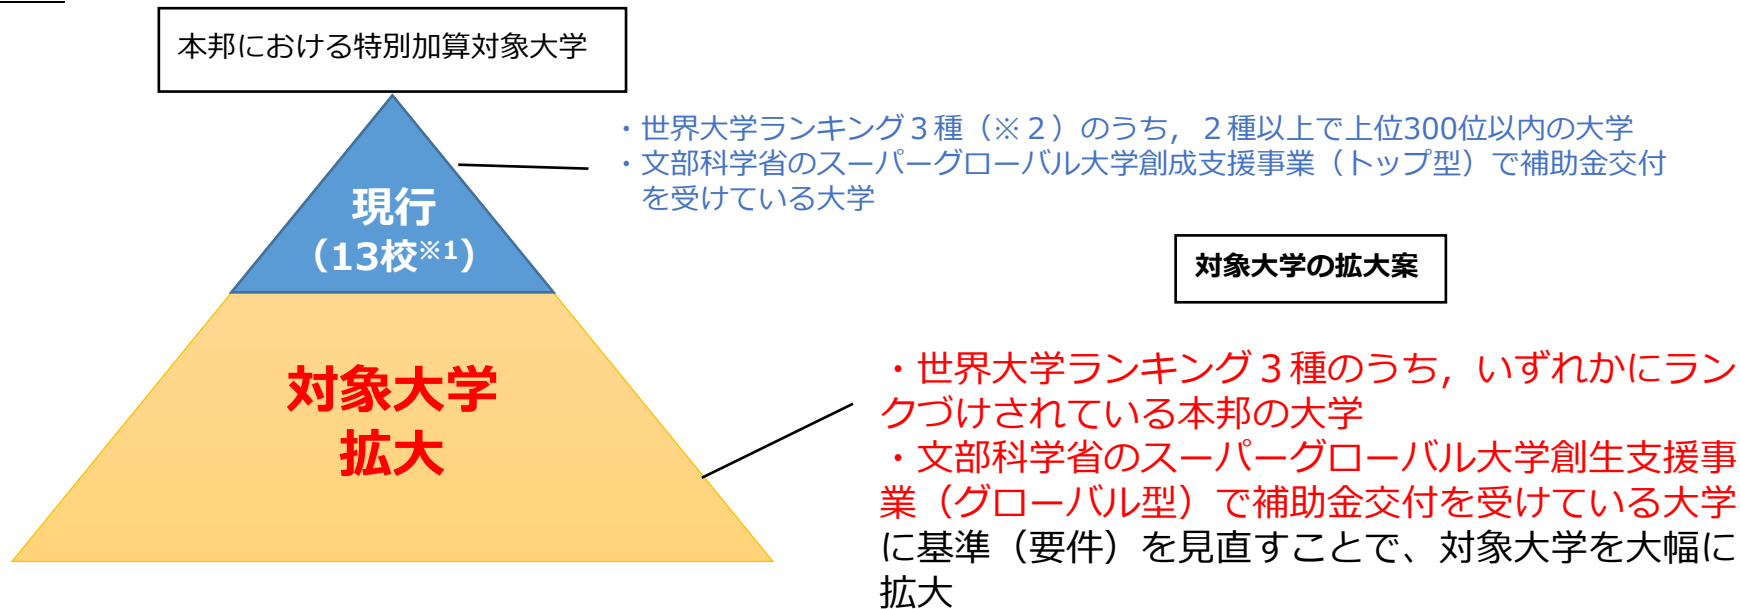 本邦における特別加算対象大学
・世界大学ランキング３種（※２）のうち，２種以上で上位300位以内の大学
・文部科学省のスーパーグローバル大学創成支援事業（トップ型）で補助金交付
を受けている大学
現行
（13校※1）
対象大学の拡大案
対象大学
拡大
・世界大学ランキング３種のうち，いずれかにラン
クづけされている本邦の大学
・文部科学省のスーパーグローバル大学創生支援事
業（グローバル型）で補助金交付を受けている大学
に基準（要件）を見直すことで、対象大学を大幅に
拡大